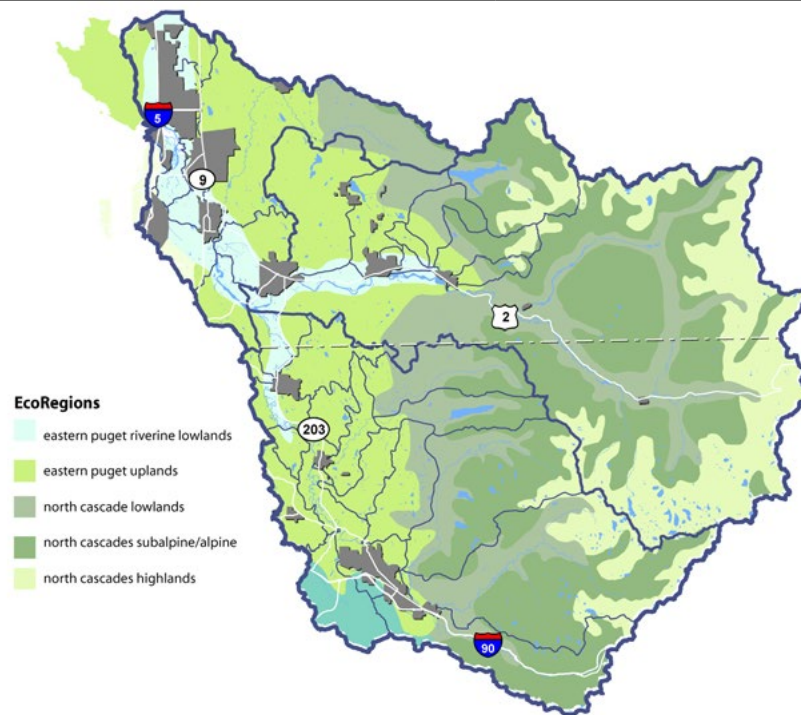 5
9
2
EcoRegions
eastern puget riverine lowlands
203
eastern puget uplands
north cascade lowlands
north cascades subalpine/alpine
north cascades highlands
90